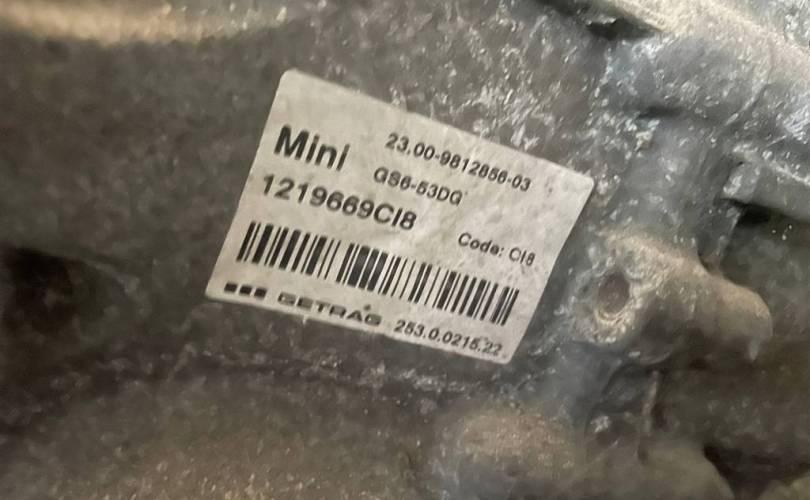 Mini 23.00-9812856-03
GS6-53DG
1219669CI8
Code: CI8
GETRAG 253.0.0215.22